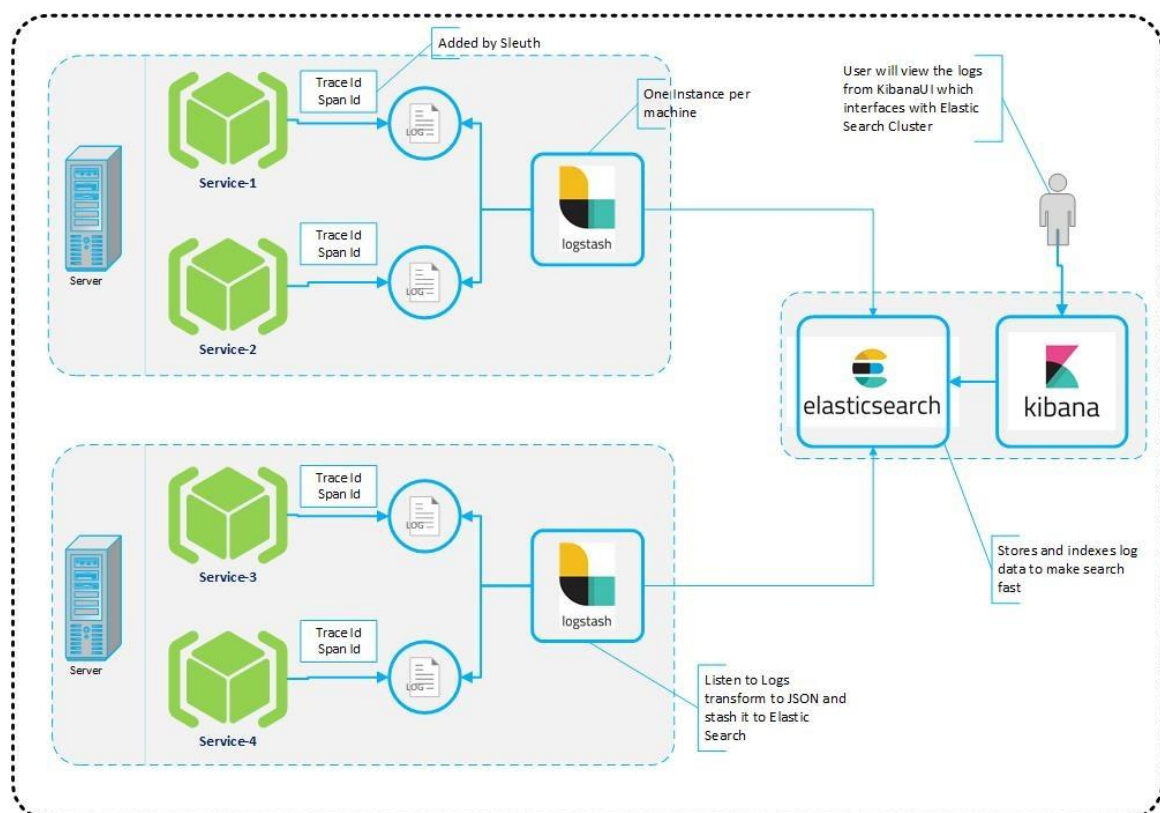 Added by Sleuth
Trace Id
Span Id
LOG
Service-1
One Instance per
machine
logstash
User will view the logs
from KibanaUI which
interfaces with Elastic
Search Cluster
Server
Trace Id
Span Id
LOG
Service-2
elasticsearch
kibana
Trace Id
Span Id
LOG
Service-3
logstash
Stores and indexes log
data to make search
fast
Server
Trace Id
Span Id
LOG
Service-4
Listen to Logs
transform to JSON and
stash it to Elastic
Search